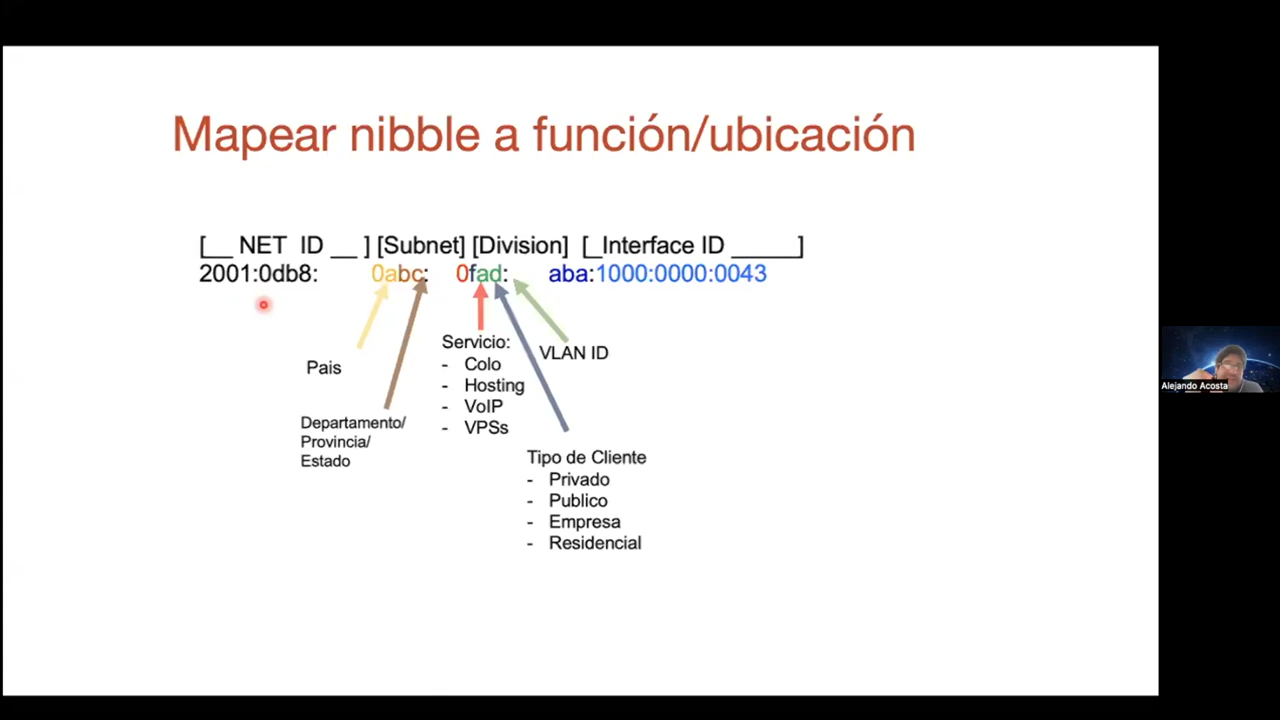 Mapear nibble a función/ubicación
[__ NET ID __ ] [Subnet] [Division] [_Interface ID _____]
2001:0db8: 0abc: 0fad: aba:1000:0000:0043
Pais
Departamento/
Provincia/
Estado
Servicio:
- Colo
- Hosting
- VoIP
- VPSs
VLAN ID
Tipo de Cliente
- Privado
- Publico
- Empresa
- Residencial
Alejando Acosta